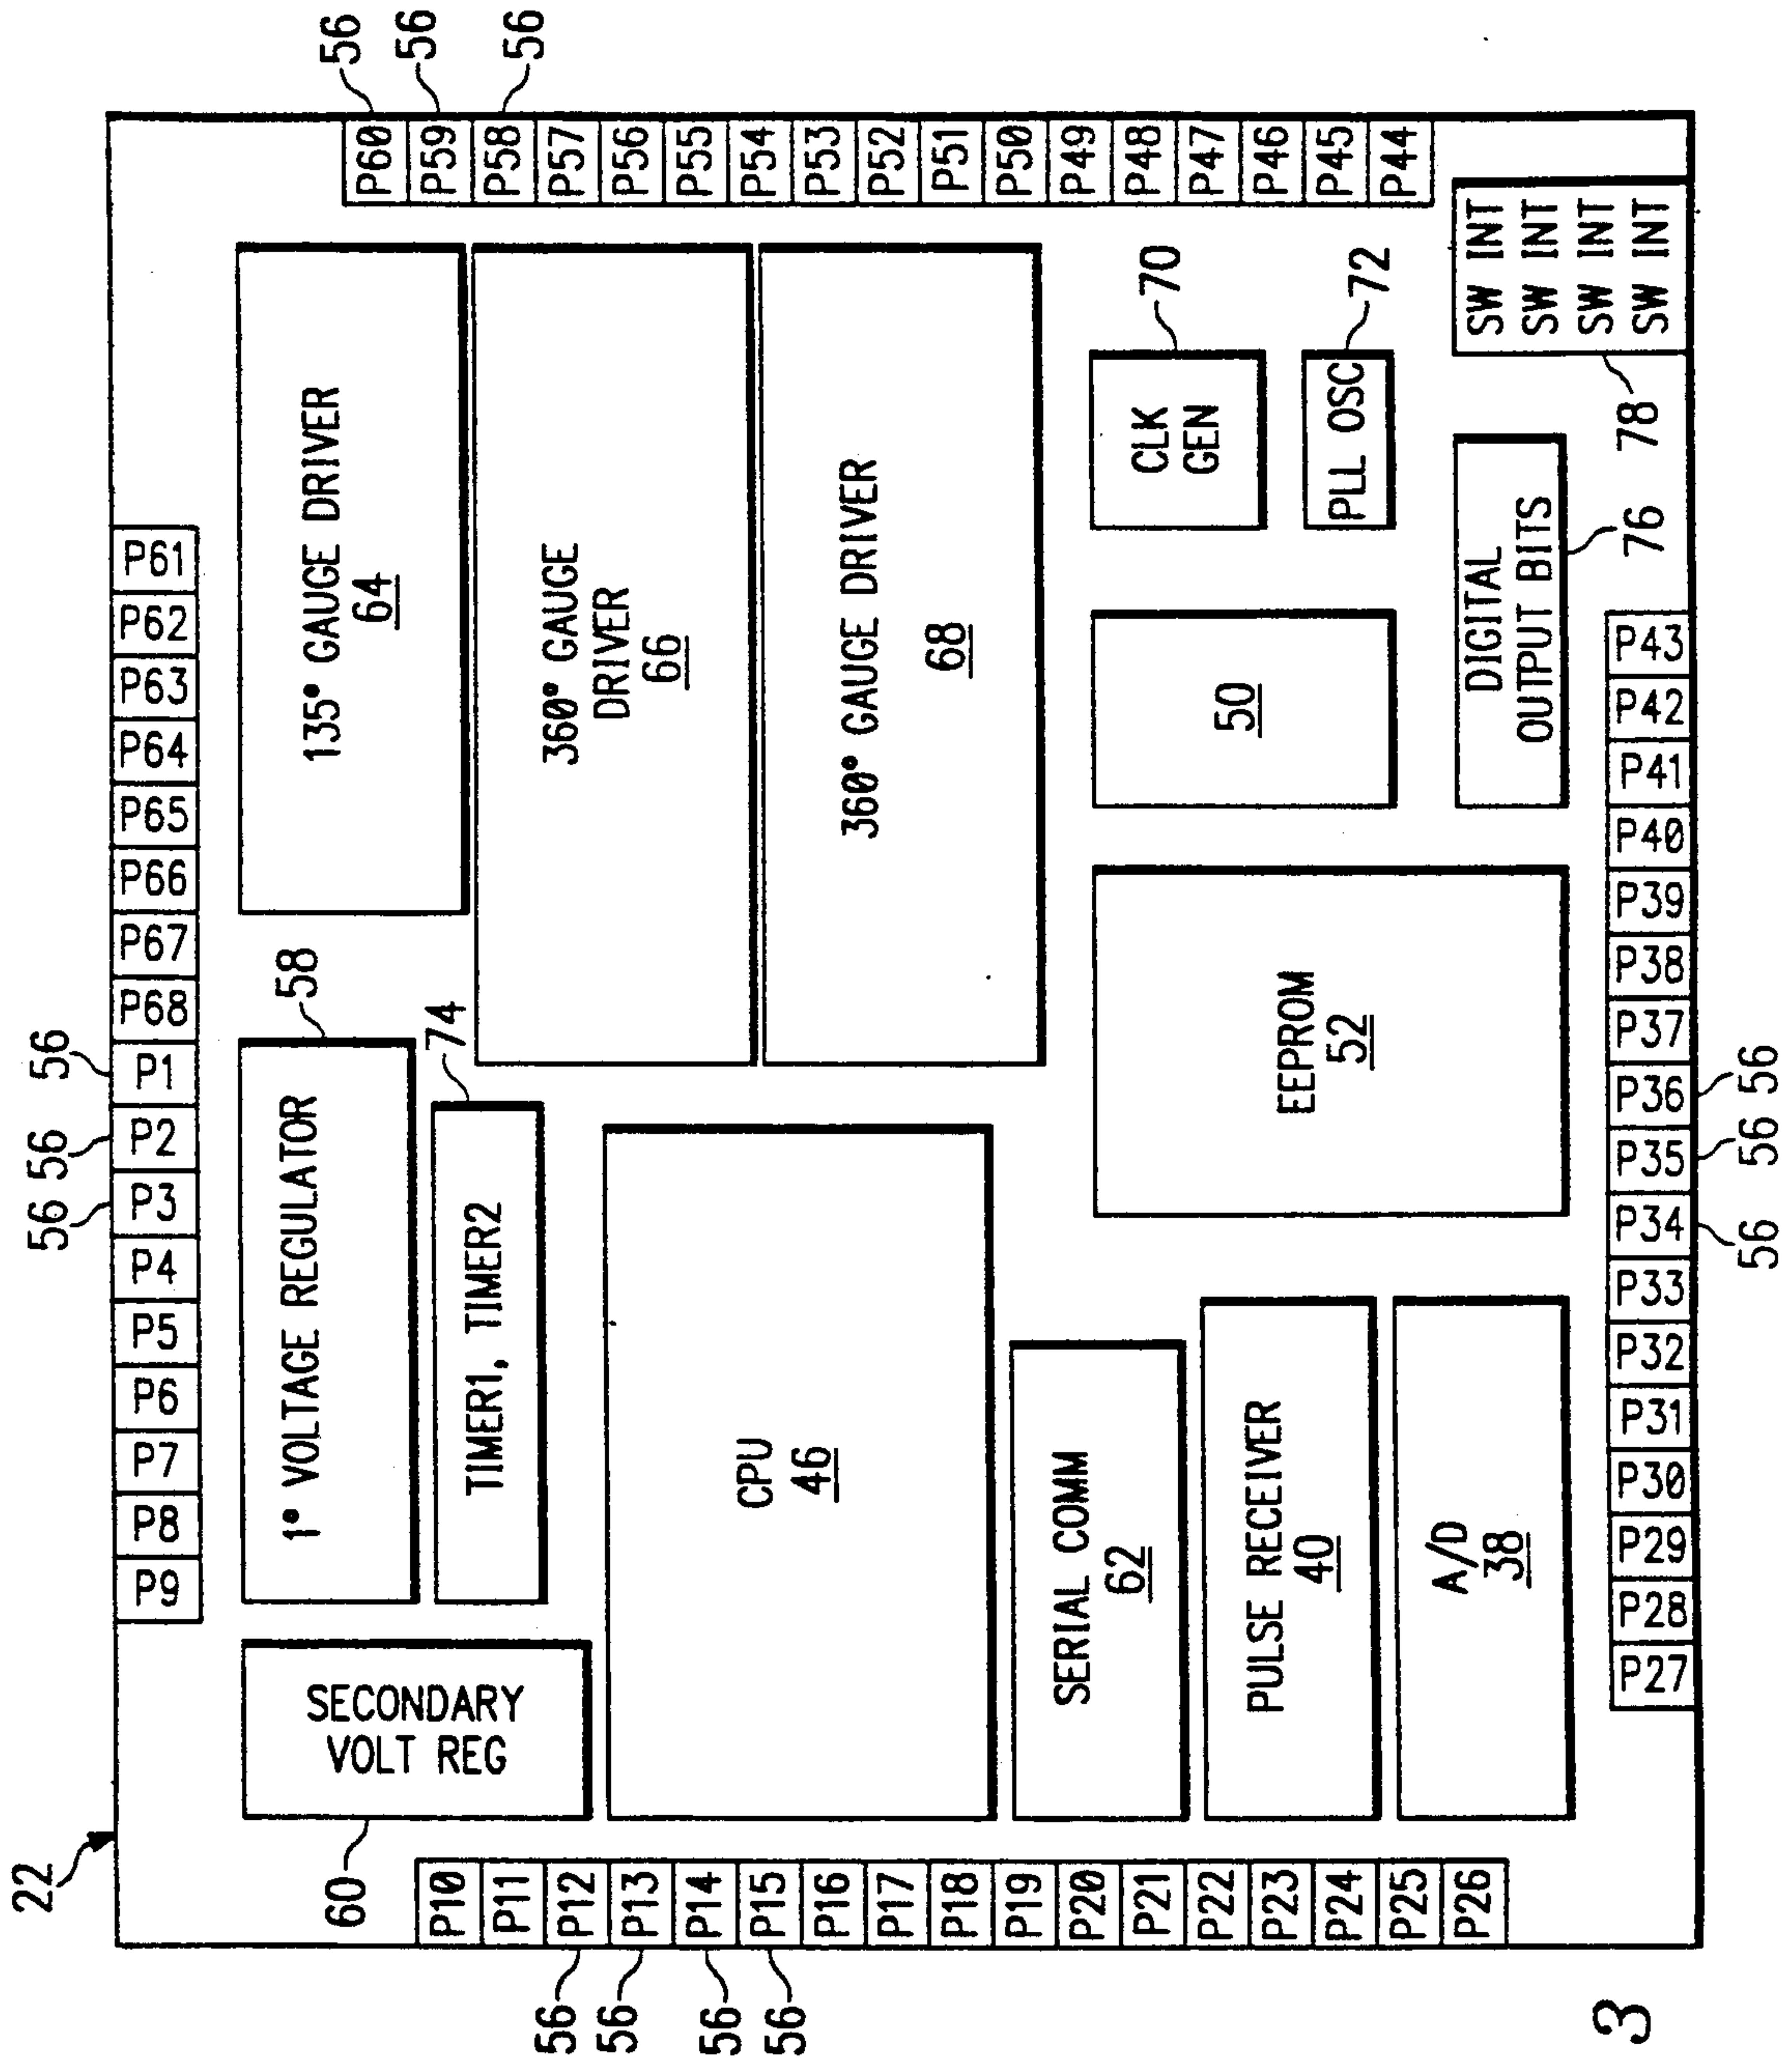 22
56
56
56
P9
P8
P7
P6
P5
P4
P3
P2
P1
P68
P67
P66
P65
P64
P63
P62
P61
60
SECONDARY
VOLT REG
1° VOLTAGE REGULATOR
58
TIMER1, TIMER2
74
135° GAUGE DRIVER
64
360° GAUGE
DRIVER
66
360° GAUGE DRIVER
68
CPU
46
SERIAL COMM
62
PULSE RECEIVER
40
A/D
38
EEPROM
52
50
CLK
GEN
70
PLL OSC
72
DIGITAL
OUTPUT BITS
76
SW INT
SW INT
SW INT
SW INT
78
P10
P11
P12
P13
P14
P15
P16
P17
P18
P19
P20
P21
P22
P23
P24
P25
P26
56
56
56
56
P60
P59
P58
P57
P56
P55
P54
P53
P52
P51
P50
P49
P48
P47
P46
P45
P44
56
56
56
P27
P28
P29
P30
P31
P32
P33
P34
P35
P36
P37
P38
P39
P40
P41
P42
P43
56
56
56
3